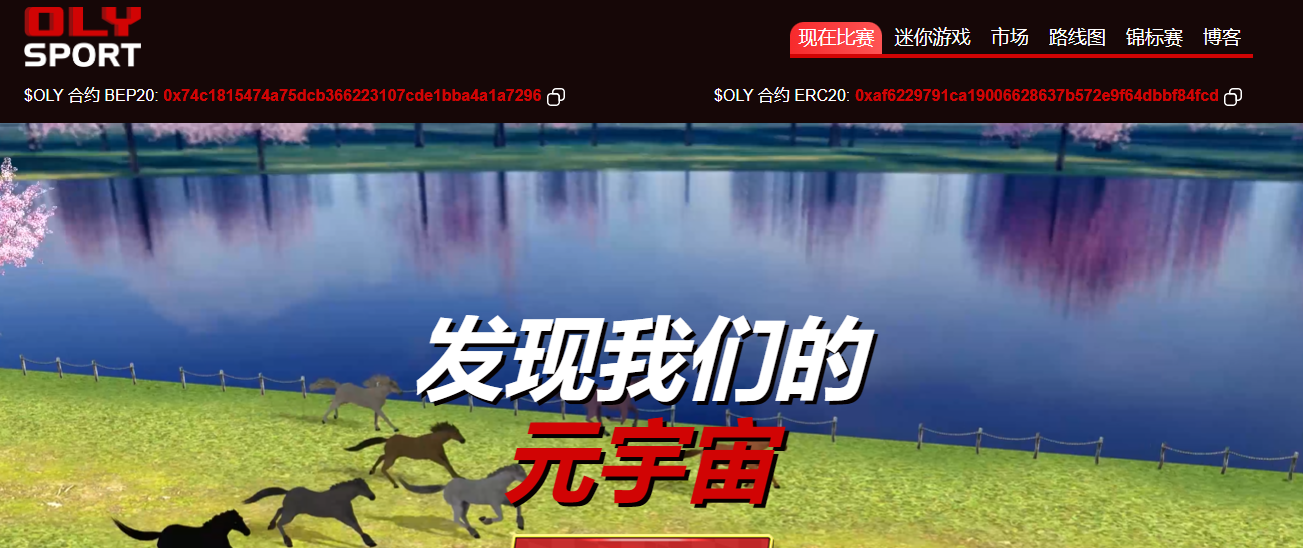 OLY
SPORT
现在比赛 迷你游戏 市场 路线图 锦标赛 博客
$OLY 合约 BEP20: 0x74c1815474a75dcb366223107cde1bba4a1a7296
$OLY 合约 ERC20: 0xaf6229791ca19006628637b572e9f64dbbf84fcd
发现我们的
元宇宙